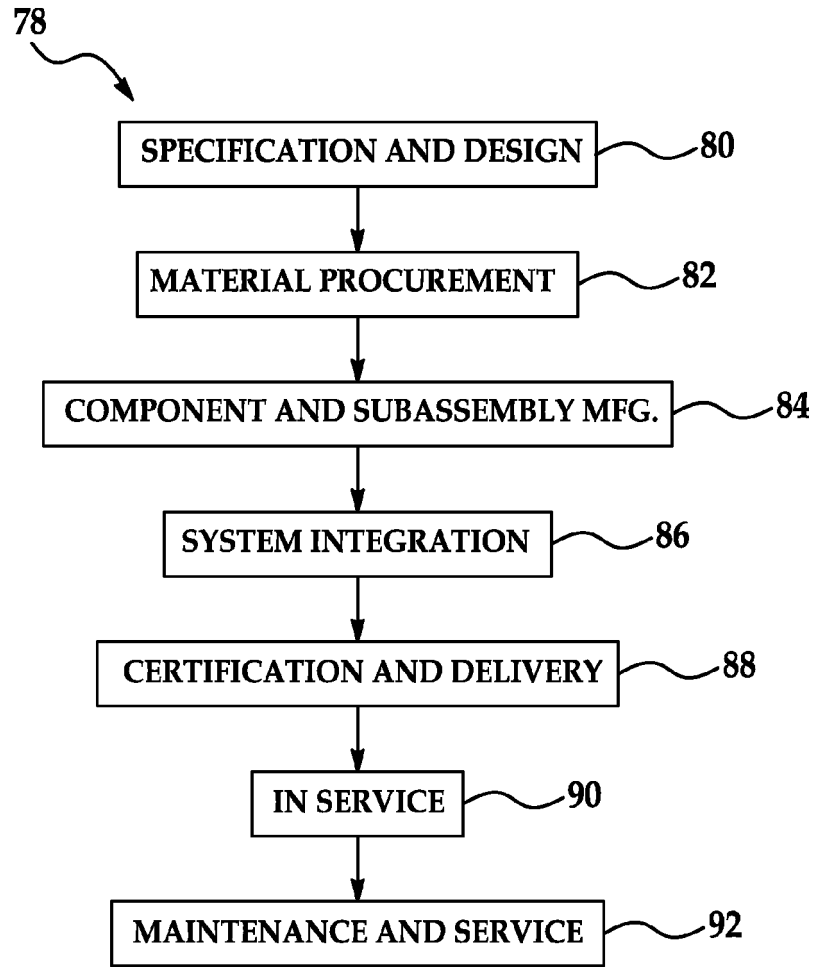 78
SPECIFICATION AND DESIGN
80
MATERIAL PROCUREMENT
82
COMPONENT AND SUBASSEMBLY MFG.
84
SYSTEM INTEGRATION
86
CERTIFICATION AND DELIVERY
88
IN SERVICE
90
MAINTENANCE AND SERVICE
92